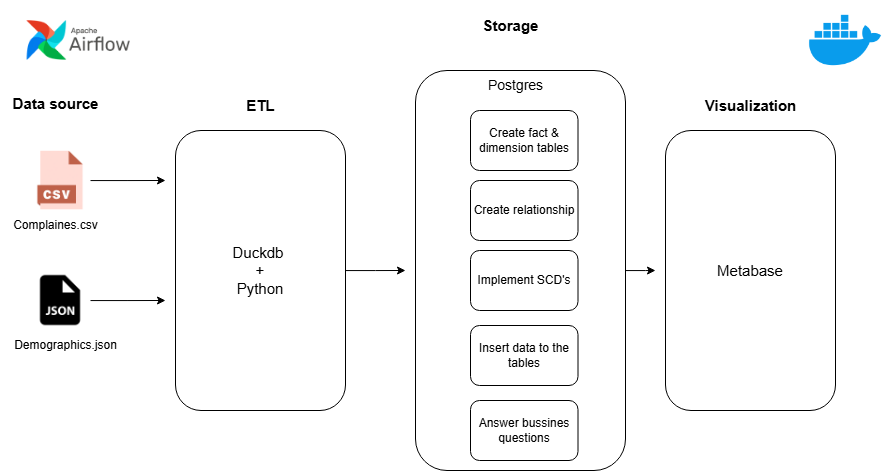 Apache
Airflow
Storage
Data source
ETL
Postgres
Visualization
Create fact &
dimension tables
CSV
Complaines.csv
Create relationship
Duckdb
+
Python
Implement SCD's
Metabase
JSON
Demographics.json
Insert data to the
tables
Answer bussines
questions